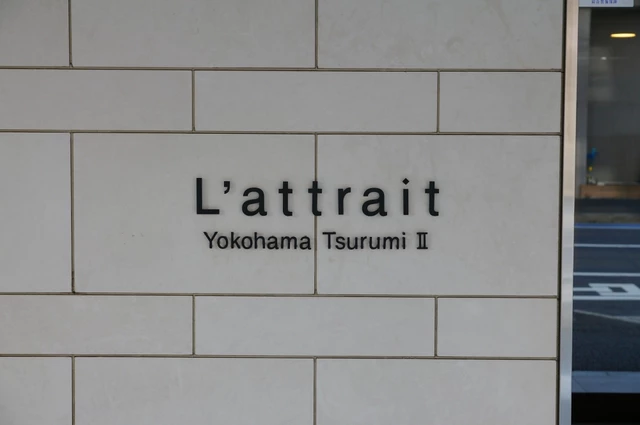 L'attrait
Yokohama Tsurumi Ⅱ